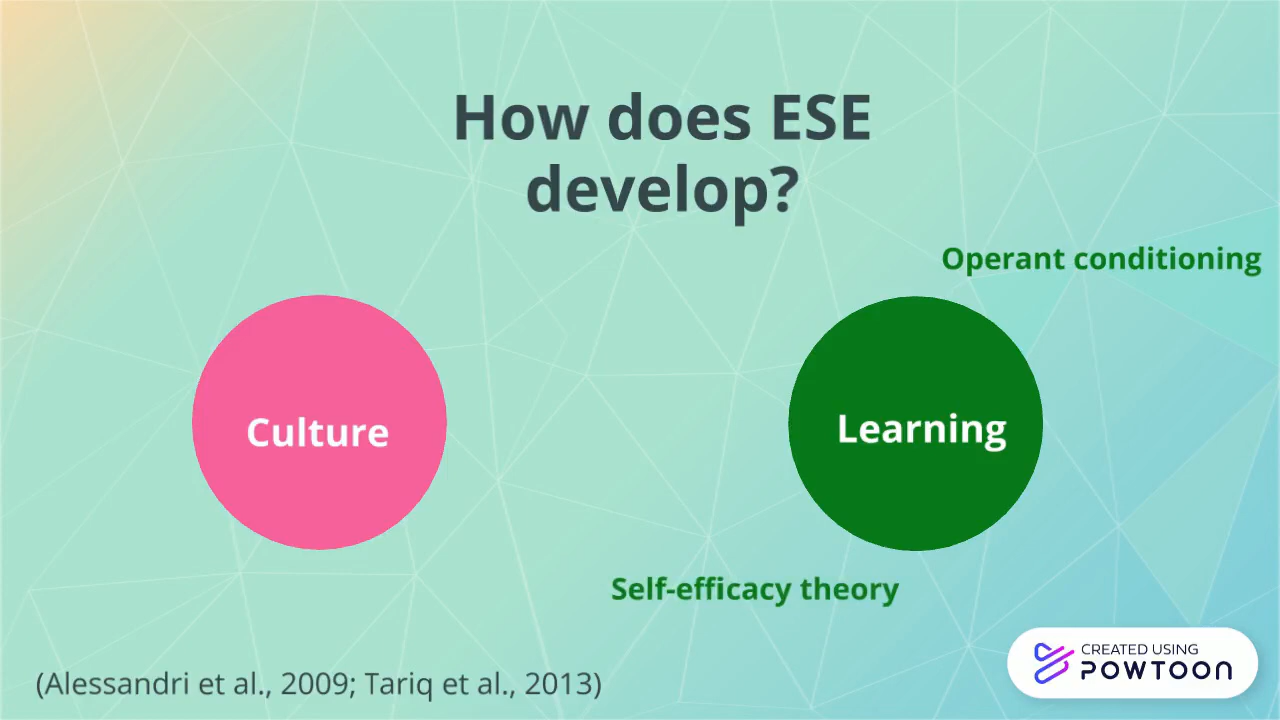 How does ESE
develop?
Operant conditioning
Culture
Learning
Self-efficacy theory
(Alessandri et al., 2009; Tariq et al., 2013)
CREATED USING
POWTOON